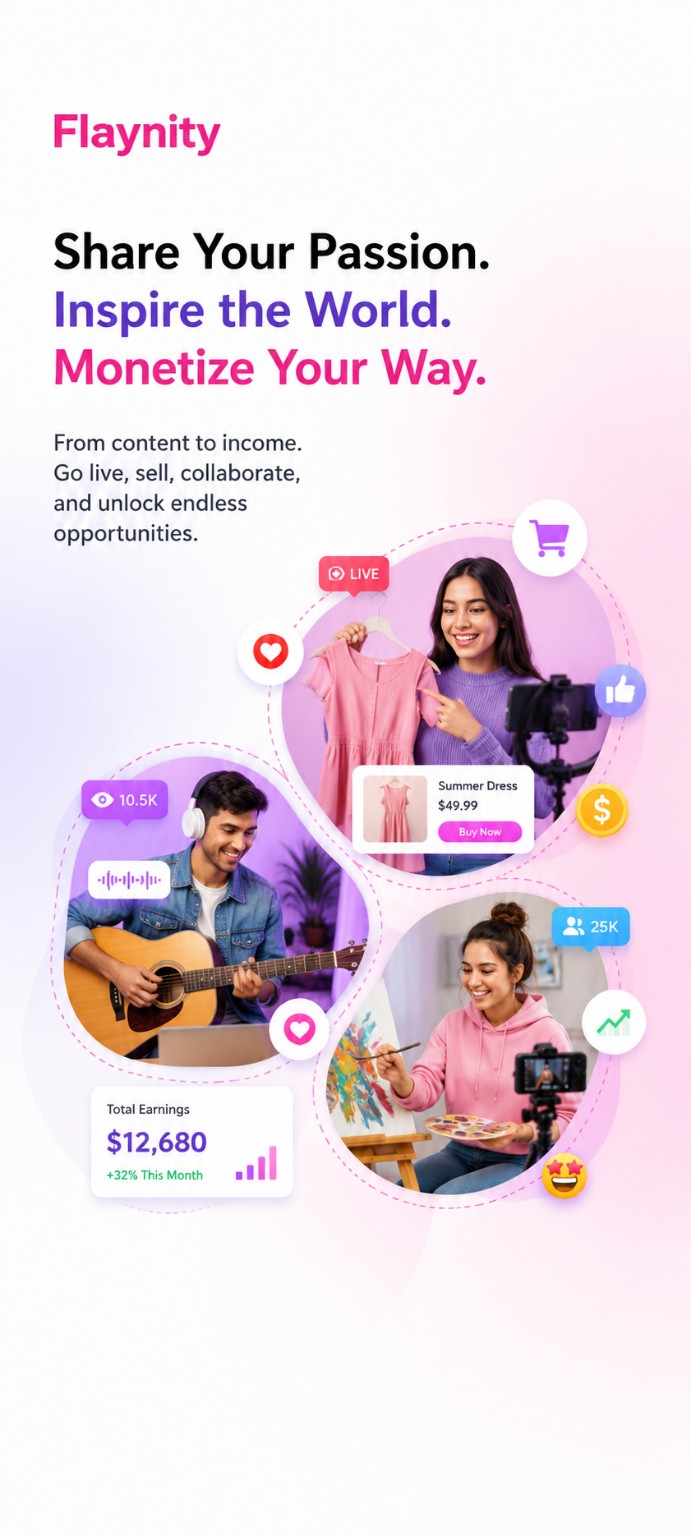 Flaynity
Share Your Passion.
Inspire the World.
Monetize Your Way.
From content to income.
Go live, sell, collaborate,
and unlock endless
opportunities.
LIVE
Summer Dress
$49.99
Buy Now
10.5K
25K
Total Earnings
$12,680
+32% This Month